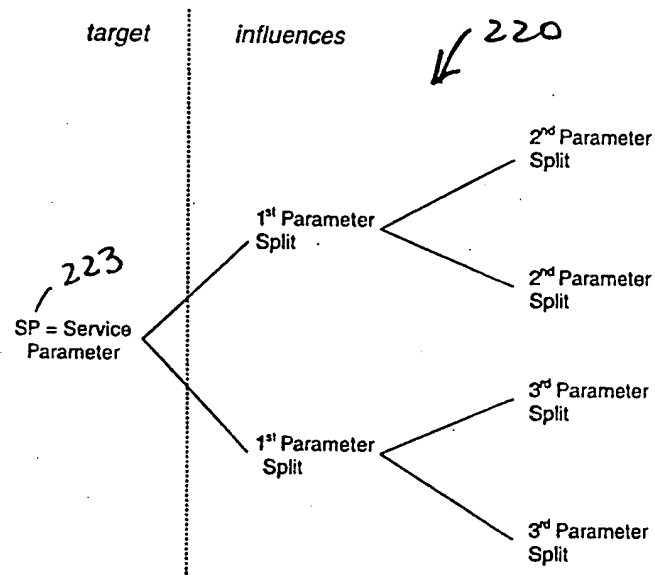 target
influences
220
2nd Parameter
Split
1st Parameter
Split
2nd Parameter
Split
223
SP = Service
Parameter
3rd Parameter
Split
1st Parameter
Split
3rd Parameter
Split